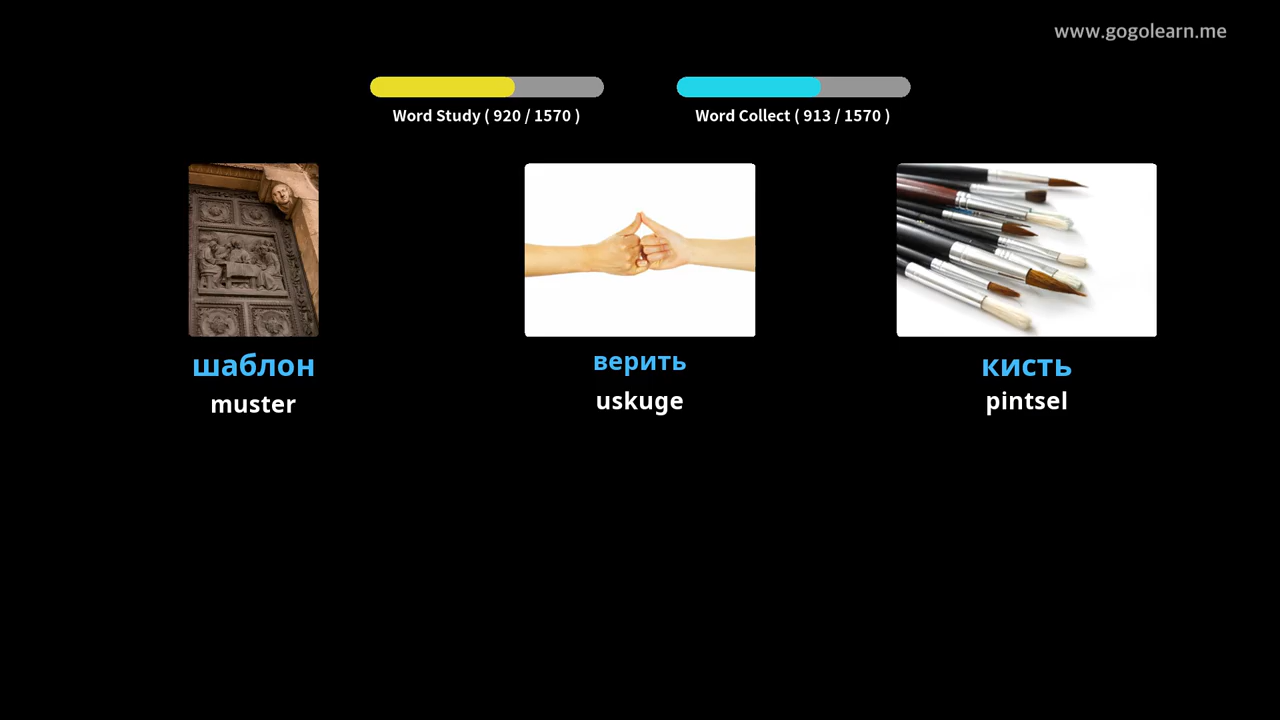 www.gogolearn.me
Word Study ( 920 / 1570 )
Word Collect ( 913 / 1570 )
шаблон
muster
верить
uskuge
кисть
pintsel